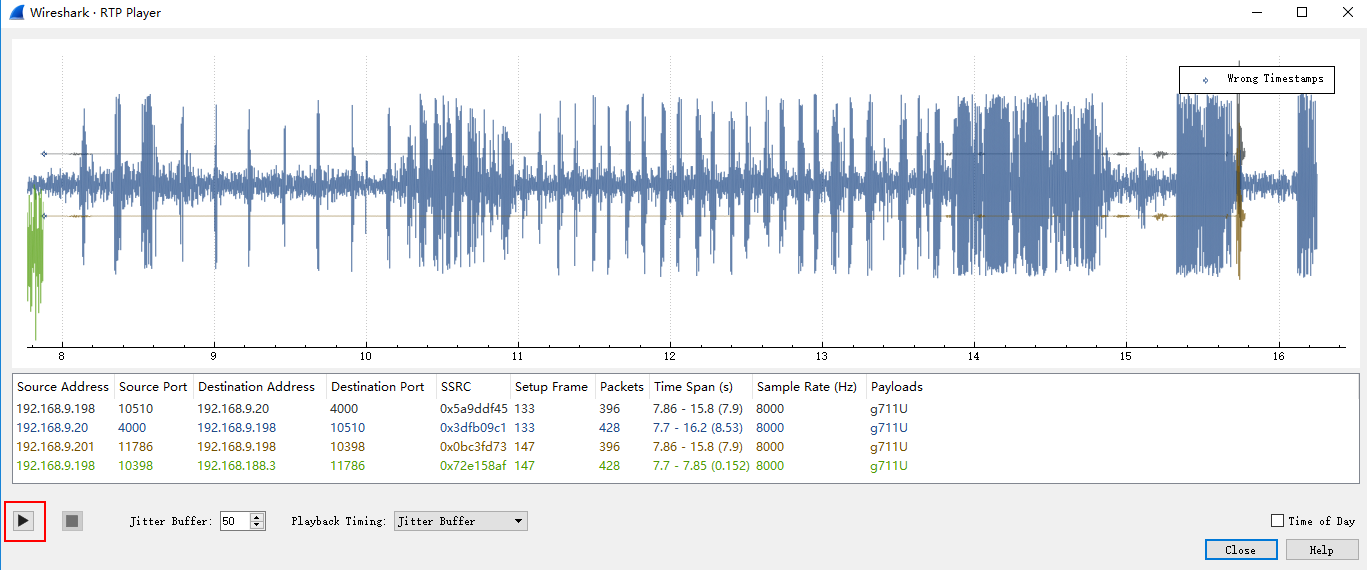 Wireshark · RTP Player
Wrong Timestamps
8 9 10 11 12 13 14 15 16
Source Address Source Port Destination Address Destination Port SSRC Setup Frame Packets Time Span (s) Sample Rate (Hz) Payloads
192.168.9.198 10510 192.168.9.20 4000 0x5a9ddf45 133 396 7.86 - 15.8 (7.9) 8000 g711U
192.168.9.20 4000 192.168.9.198 10510 0x3dfb09c1 133 428 7.7 - 16.2 (8.53) 8000 g711U
192.168.9.201 11786 192.168.9.198 10398 0x0bc3fd73 147 396 7.86 - 15.8 (7.9) 8000 g711U
192.168.9.198 10398 192.168.188.3 11786 0x72e158af 147 428 7.7 - 7.85 (0.152) 8000 g711U
Jitter Buffer: 50 Playback Timing: Jitter Buffer Time of Day
Close Help